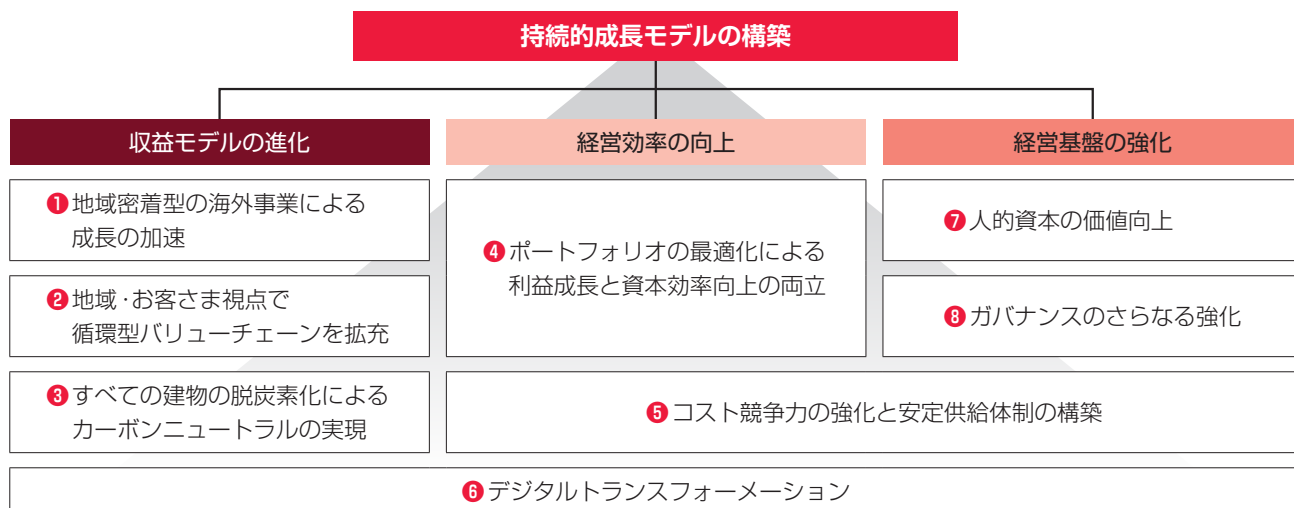 持続的成長モデルの構築
収益モデルの進化
経営効率の向上
経営基盤の強化
❶地域密着型の海外事業による
成長の加速
❷地域・お客さま視点で
循環型バリューチェーンを拡充
❸すべての建物の脱炭素化による
カーボンニュートラルの実現
❹ポートフォリオの最適化による
利益成長と資本効率向上の両立
❼人的資本の価値向上
❽ガバナンスのさらなる強化
❺コスト競争力の強化と安定供給体制の構築
❻デジタルトランスフォーメーション